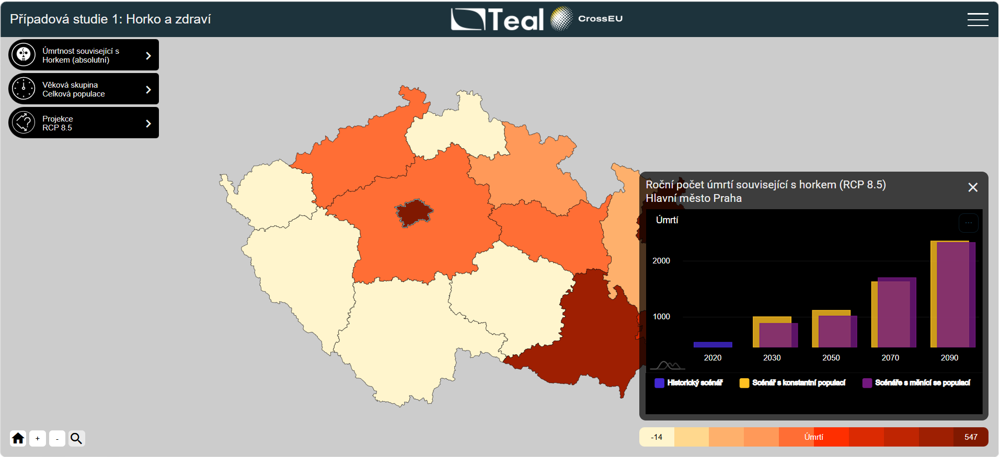 Případová studie 1: Horko a zdraví
Teal CrossEU
Úmrtnost související s
Horkem (absolutní)
Věková skupina
Celková populace
Projekce
RCP 8.5
Roční počet úmrtí související s horkem (RCP 8.5)
Hlavní město Praha
Úmrtí
2000
1000
2020 2030 2050 2070 2090
Historický scénář Scénář s konstantní populací Scénáře s měnící se populací
+ -
-14 Úmrtí 547